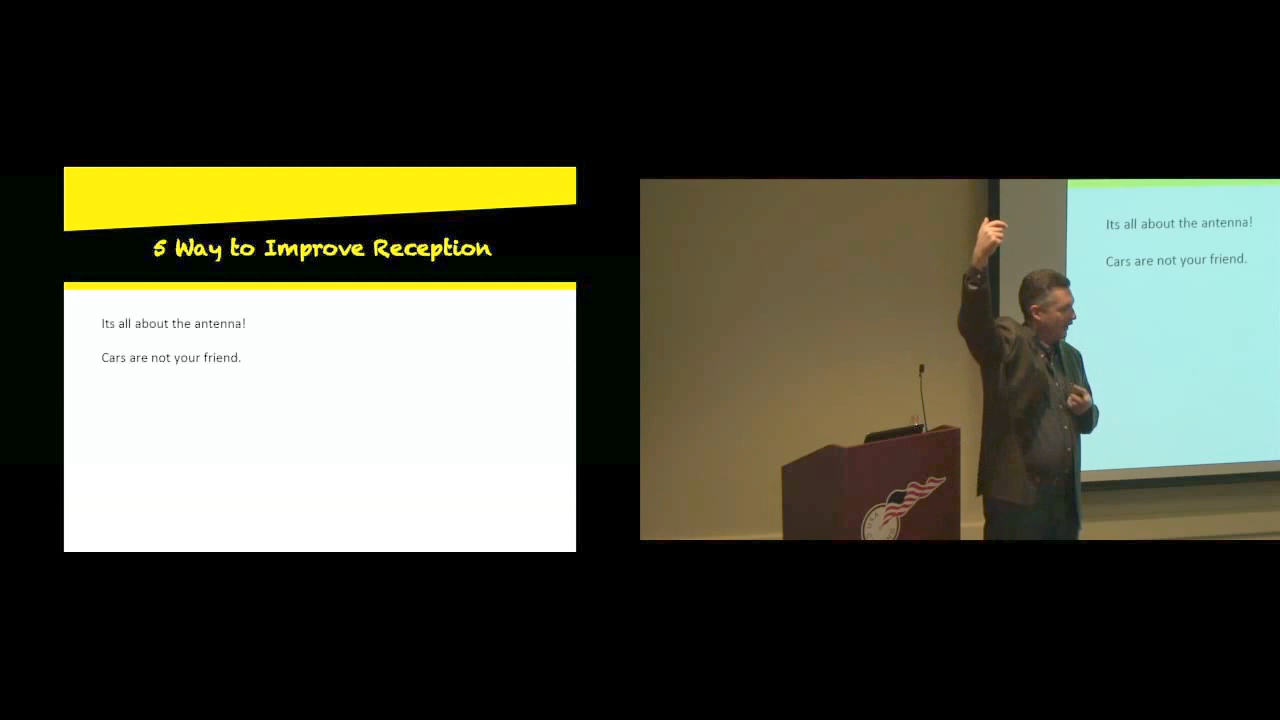 5 Way to Improve Reception
Its all about the antenna!
Cars are not your friend.
Its all about the antenna!
Cars are not your friend.
USA